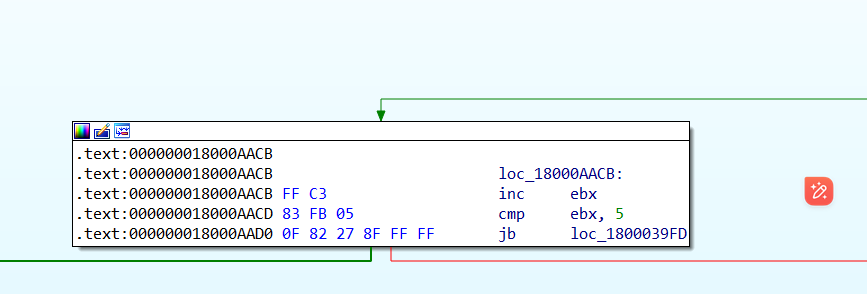 .text:000000018000AACB
.text:000000018000AACB loc_18000AACB:
.text:000000018000AACB FF C3 inc ebx
.text:000000018000AACD 83 FB 05 cmp ebx, 5
.text:000000018000AAD0 0F 82 27 8F FF FF jb loc_1800039FD